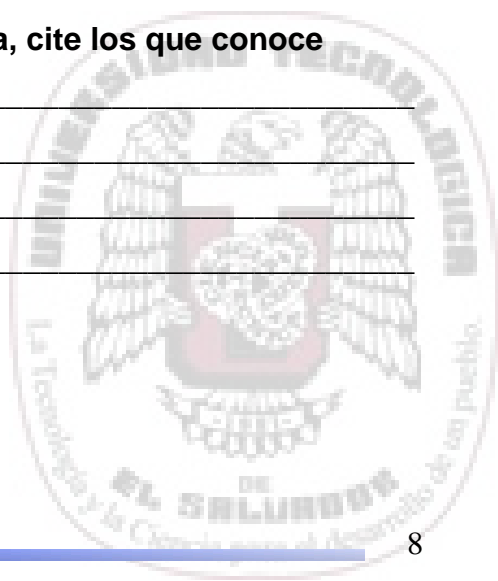 a, cite los que conoce
UNIVERSIDAD TECNOLOGICA
DE
EL SALVADOR
La Tecnología y la Ciencia para el desarrollo de un pueblo.
8